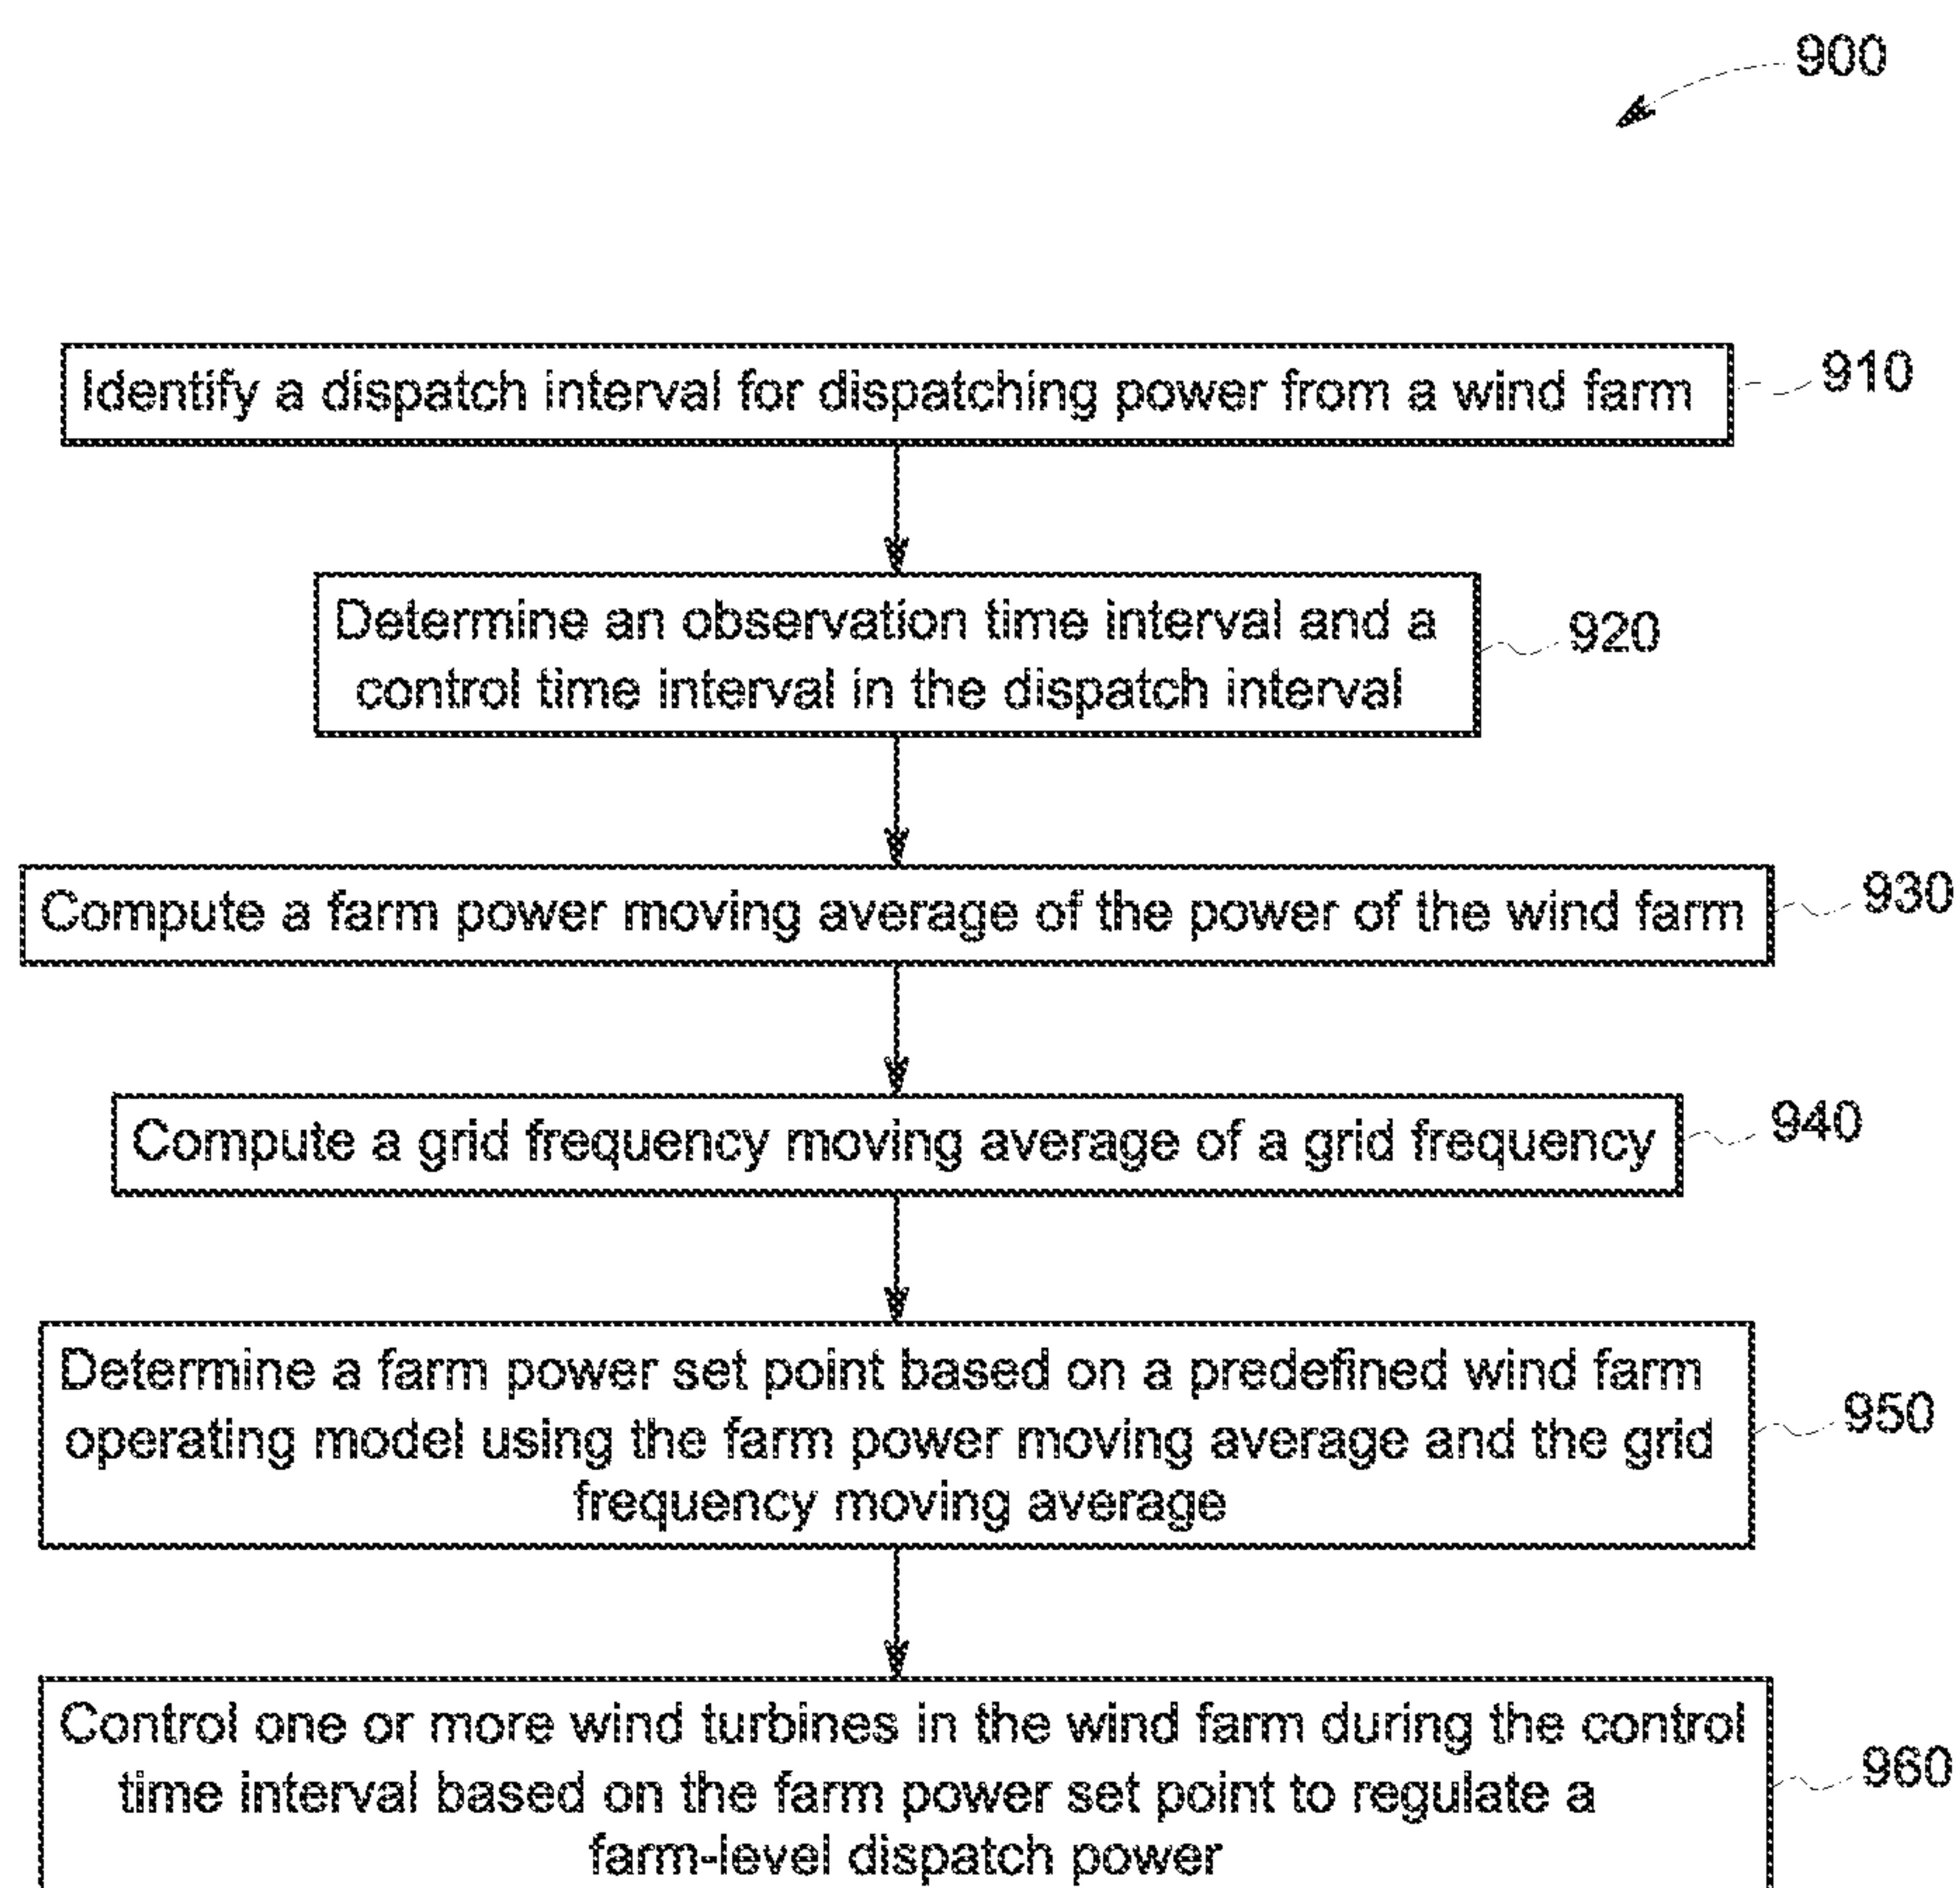 900
Identify a dispatch interval for dispatching power from a wind farm
910
Determine an observation time interval and a
control time interval in the dispatch interval
920
Compute a farm power moving average of the power of the wind farm
930
Compute a grid frequency moving average of a grid frequency
940
Determine a farm power set point based on a predefined wind farm
operating model using the farm power moving average and the grid
frequency moving average
950
Control one or more wind turbines in the wind farm during the control
time interval based on the farm power set point to regulate a
farm-level dispatch power
960